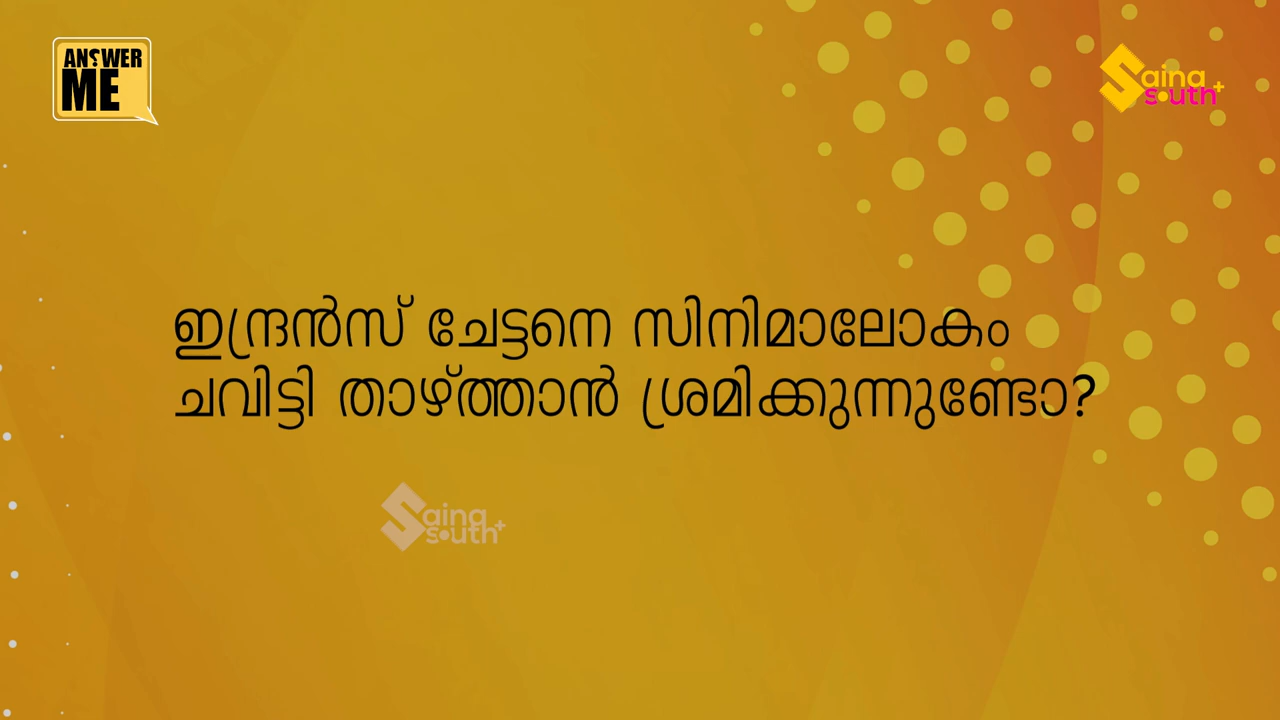 ANSWER
ME
Saina
south+
ഇന്ദ്രൻസ് ചേട്ടനെ സിനിമാലോകം
ചവിട്ടി താഴ്ത്താൻ ശ്രമിക്കുന്നുണ്ടോ?
Saina
south+